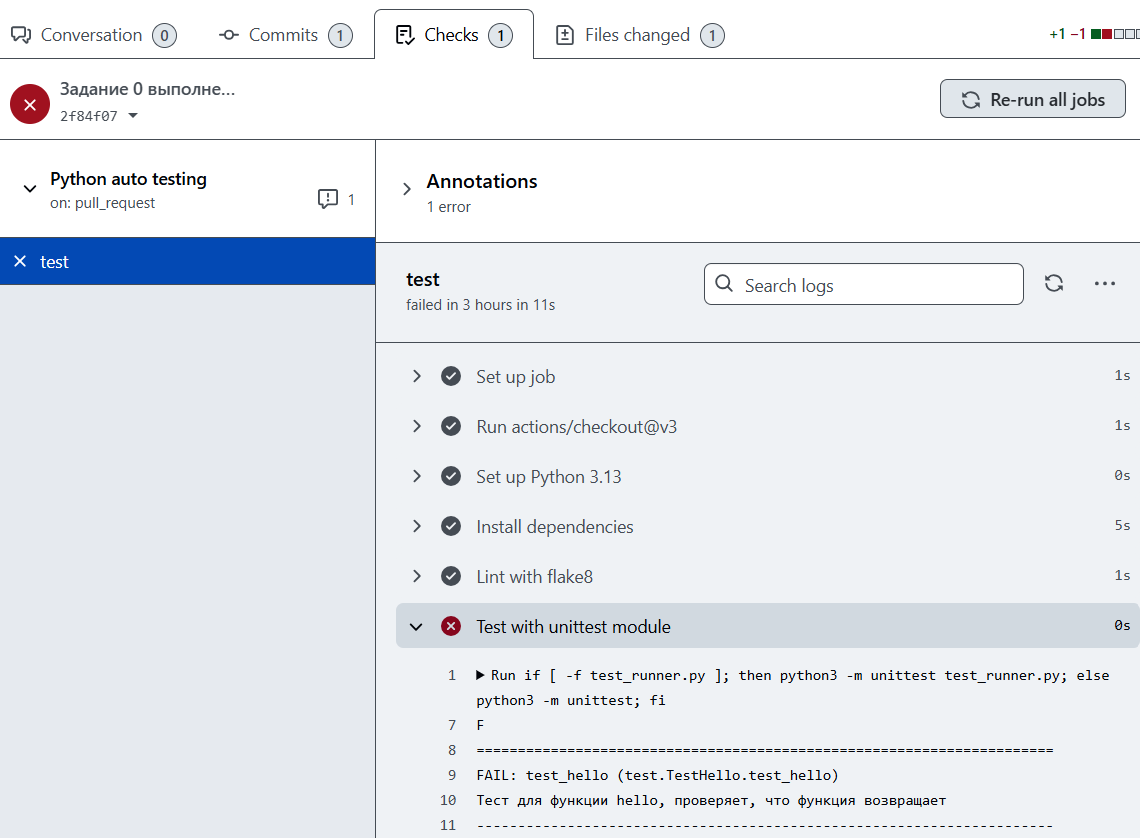 Conversation 0 Commits 1 Checks 1 Files changed 1 +1 −1
Задание 0 выполне...
2f84f07
Re-run all jobs
Python auto testing
on: pull_request
1
test
Annotations
1 error
test
failed in 3 hours in 11s
Search logs
Set up job 1s
Run actions/checkout@v3 1s
Set up Python 3.13 0s
Install dependencies 5s
Lint with flake8 1s
Test with unittest module 0s
1 Run if [ -f test_runner.py ]; then python3 -m unittest test_runner.py; else
python3 -m unittest; fi
7 F
8 ======================================================================
9 FAIL: test_hello (test.TestHello.test_hello)
10 Тест для функции hello, проверяет, что функция возвращает
11 ----------------------------------------------------------------------